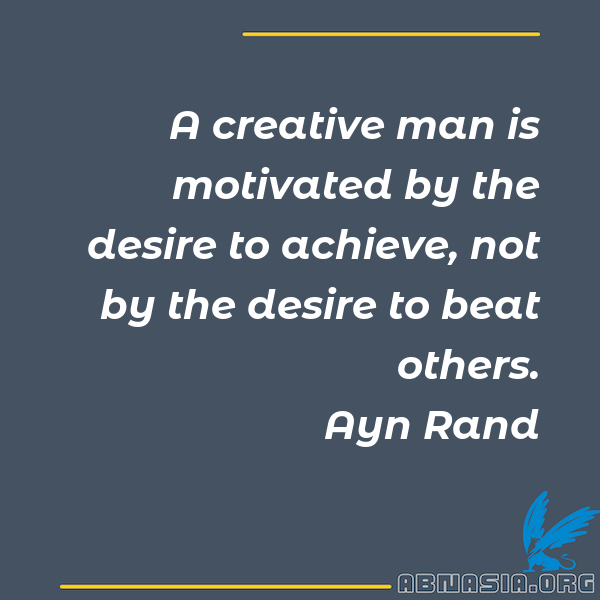 A creative man is
motivated by the
desire to achieve, not
by the desire to beat
others.
Ayn Rand
ABNASIA.ORG